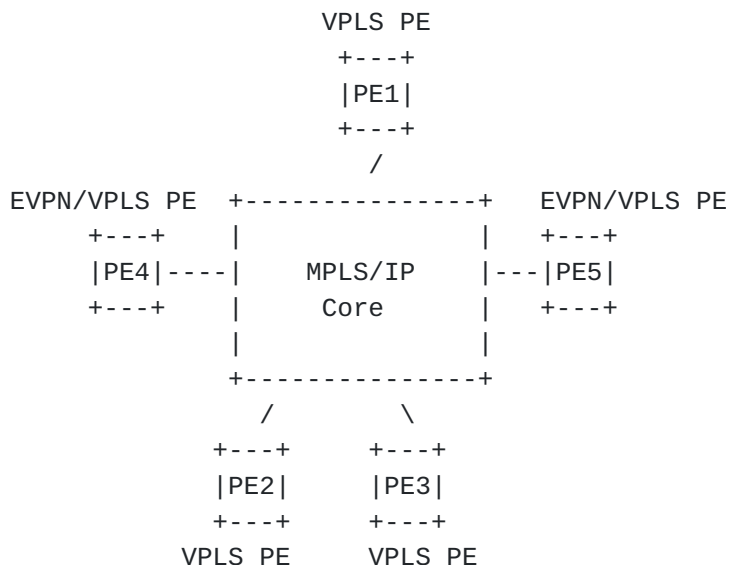 VPLS PE
+---+
|PE1|
+---+
/
EVPN/VPLS PE +---------------+ EVPN/VPLS PE
+---+ | | +---+
|PE4|----| MPLS/IP |---|PE5|
+---+ | Core | +---+
| |
+---------------+
/ \
+---+ +---+
|PE2| |PE3|
+---+ +---+
VPLS PE VPLS PE